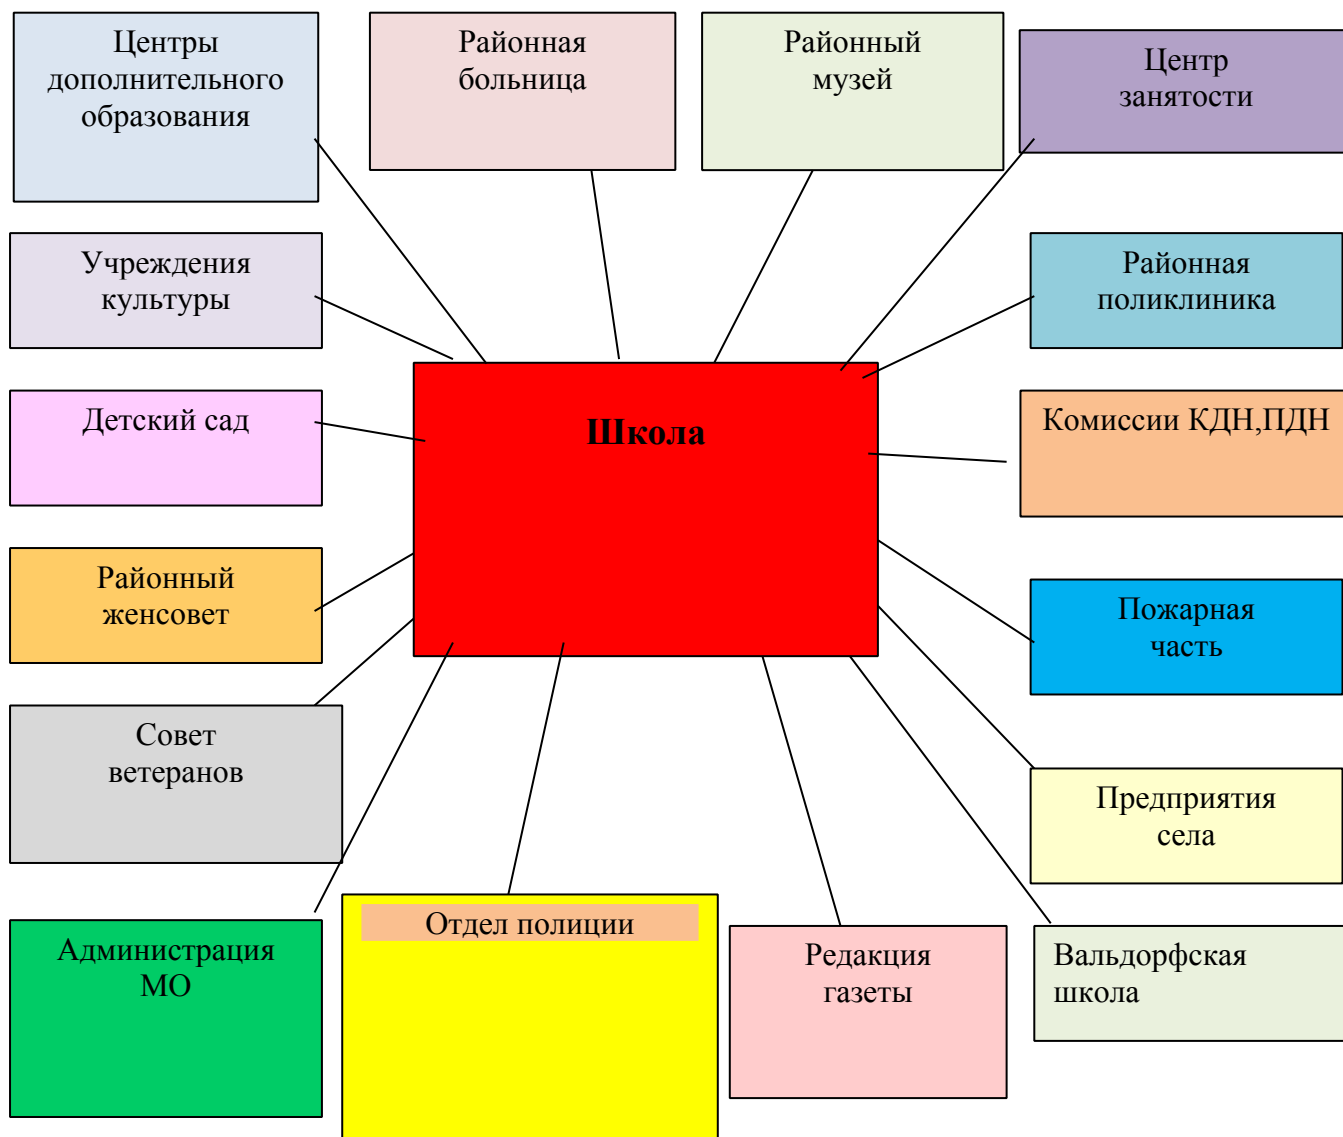 Центры
дополнительного
образования
Районная
больница
Районный
музей
Центр
занятости
Учреждения
культуры
Районная
поликлиника
Детский сад
Школа
Комиссии КДН,ПДН
Районный
женсовет
Пожарная
часть
Совет
ветеранов
Предприятия
села
Администрация
МО
Отдел полиции
Редакция
газеты
Вальдорфская
школа